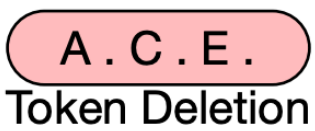 A . C . E .
Token Deletion